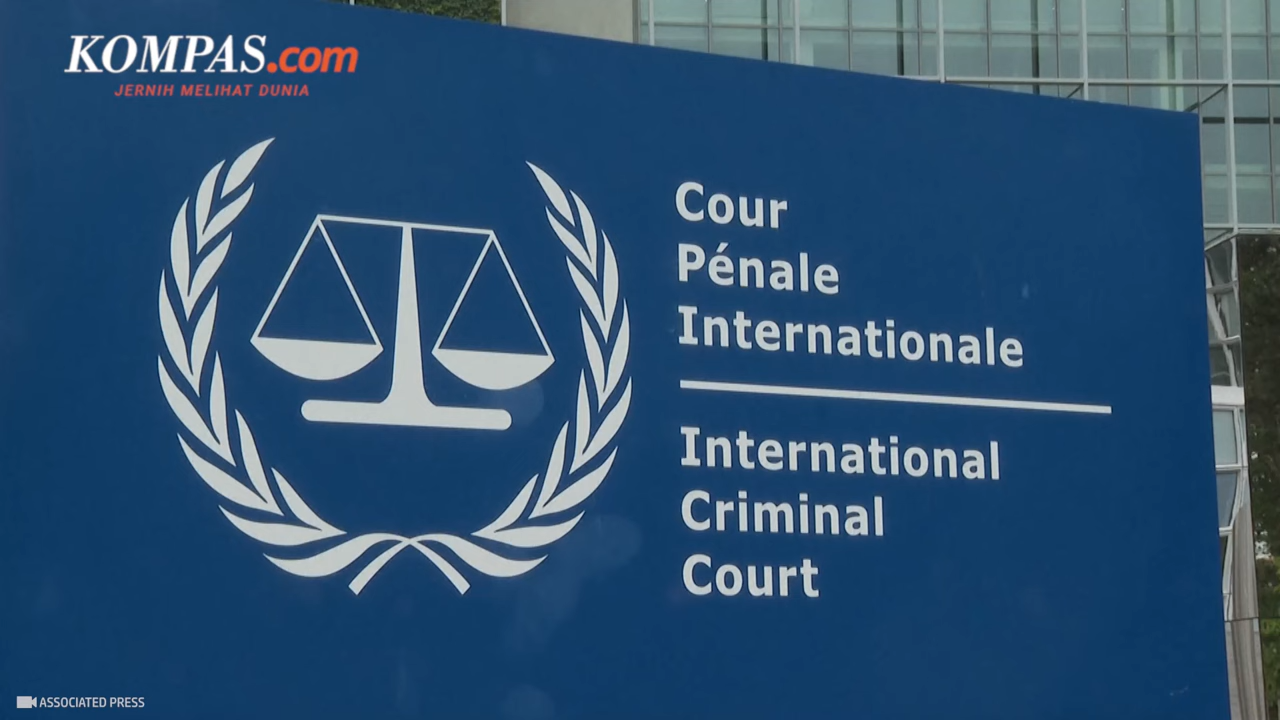 KOMPAS.com
JERNIH MELIHAT DUNIA
Cour
Pénale
Internationale
International
Criminal
Court
ASSOCIATED PRESS